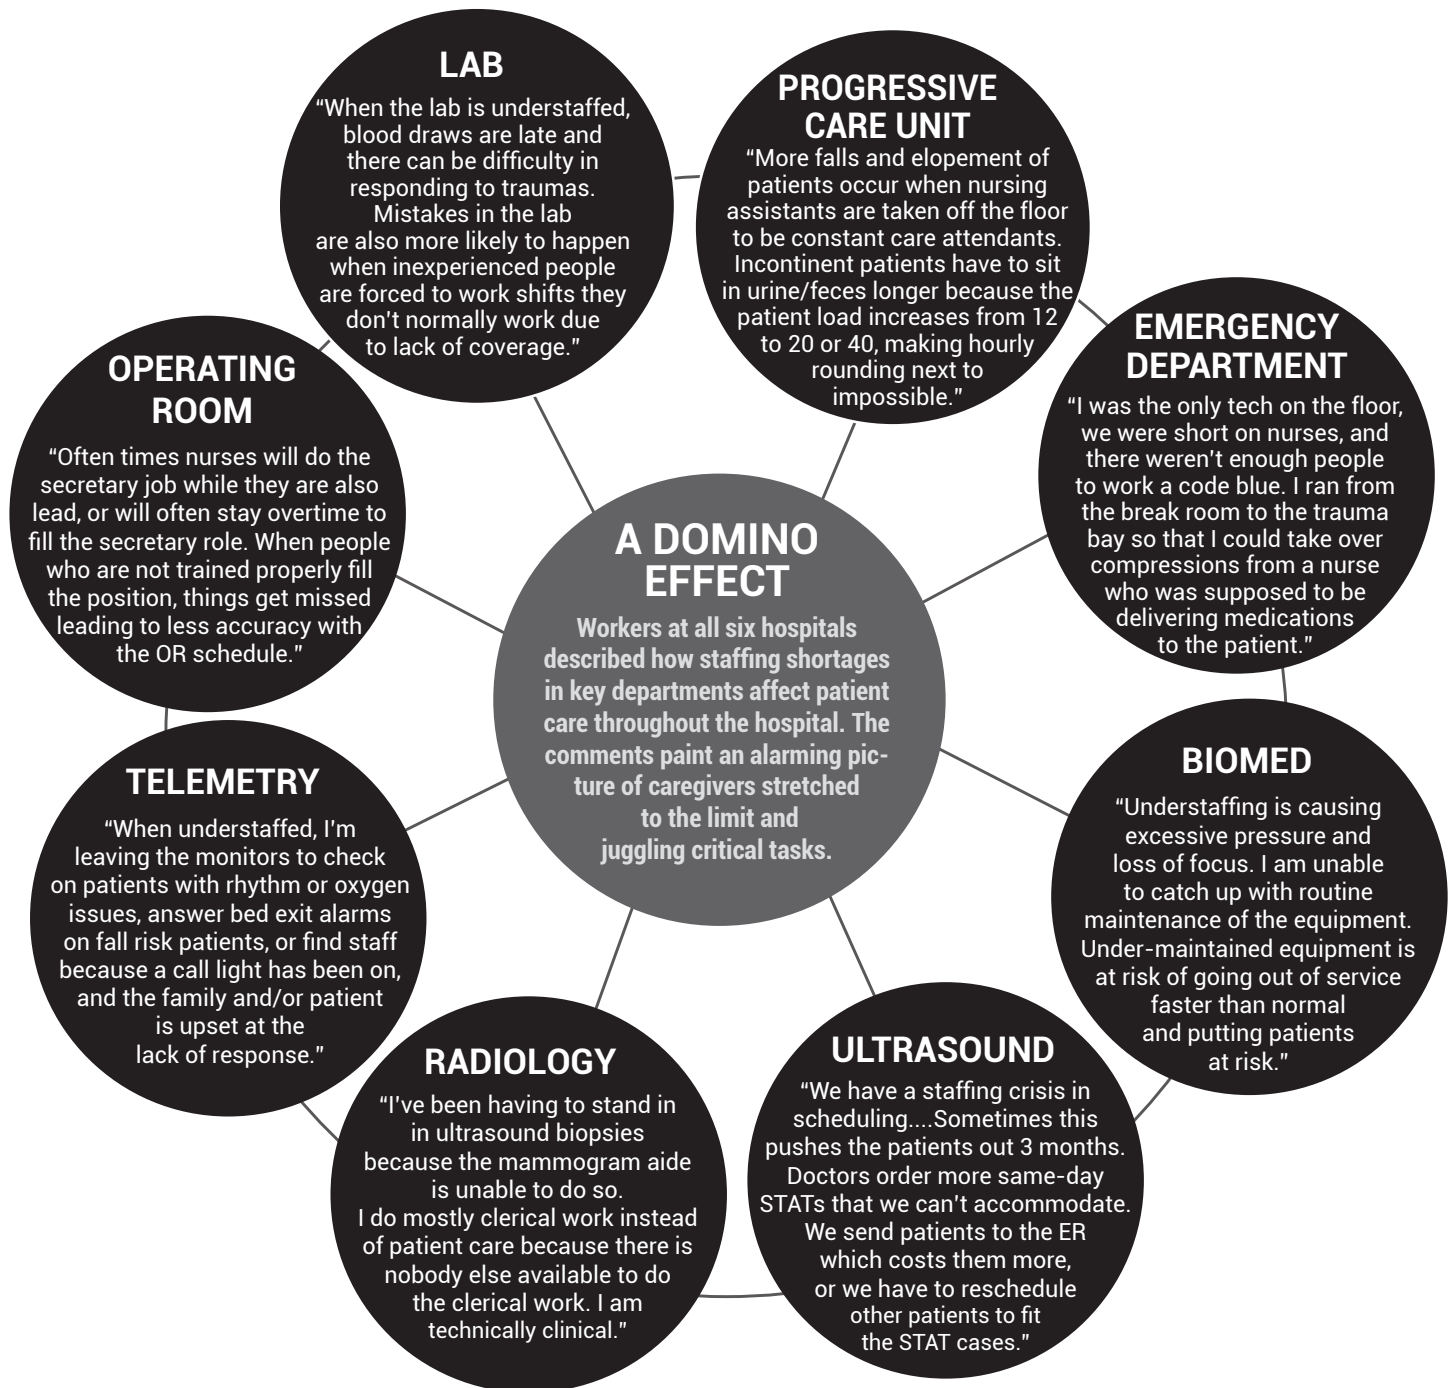 LAB
“When the lab is understaffed,
blood draws are late and
there can be difficulty in
responding to traumas.
Mistakes in the lab
are also more likely to happen
when inexperienced people
are forced to work shifts they
don't normally work due
to lack of coverage.”
PROGRESSIVE
CARE UNIT
“More falls and elopement of
patients occur when nursing
assistants are taken off the floor
to be constant care attendants.
Incontinent patients have to sit
in urine/feces longer because the
patient load increases from 12
to 20 or 40, making hourly
rounding next to
impossible.”
EMERGENCY
DEPARTMENT
“I was the only tech on the floor,
we were short on nurses, and
there weren't enough people
to work a code blue. I ran from
the break room to the trauma
bay so that I could take over
compressions from a nurse
who was supposed to be
delivering medications
to the patient.”
OPERATING
ROOM
“Often times nurses will do the
secretary job while they are also
lead, or will often stay overtime to
fill the secretary role. When people
who are not trained properly fill
the position, things get missed
leading to less accuracy with
the OR schedule.”
A DOMINO
EFFECT
Workers at all six hospitals
described how staffing shortages
in key departments affect patient
care throughout the hospital. The
comments paint an alarming pic-
ture of caregivers stretched
to the limit and
juggling critical tasks.
BIOMED
“Understaffing is causing
excessive pressure and
loss of focus. I am unable
to catch up with routine
maintenance of the equipment.
Under-maintained equipment is
at risk of going out of service
faster than normal
and putting patients
at risk.”
TELEMETRY
“When understaffed, I'm
leaving the monitors to check
on patients with rhythm or oxygen
issues, answer bed exit alarms
on fall risk patients, or find staff
because a call light has been on,
and the family and/or patient
is upset at the
lack of response.”
RADIOLOGY
“I've been having to stand in
in ultrasound biopsies
because the mammogram aide
is unable to do so.
I do mostly clerical work instead
of patient care because there is
nobody else available to do
the clerical work. I am
technically clinical.”
ULTRASOUND
“We have a staffing crisis in
scheduling....Sometimes this
pushes the patients out 3 months.
Doctors order more same-day
STATs that we can't accommodate.
We send patients to the ER
which costs them more,
or we have to reschedule
other patients to fit
the STAT cases.”